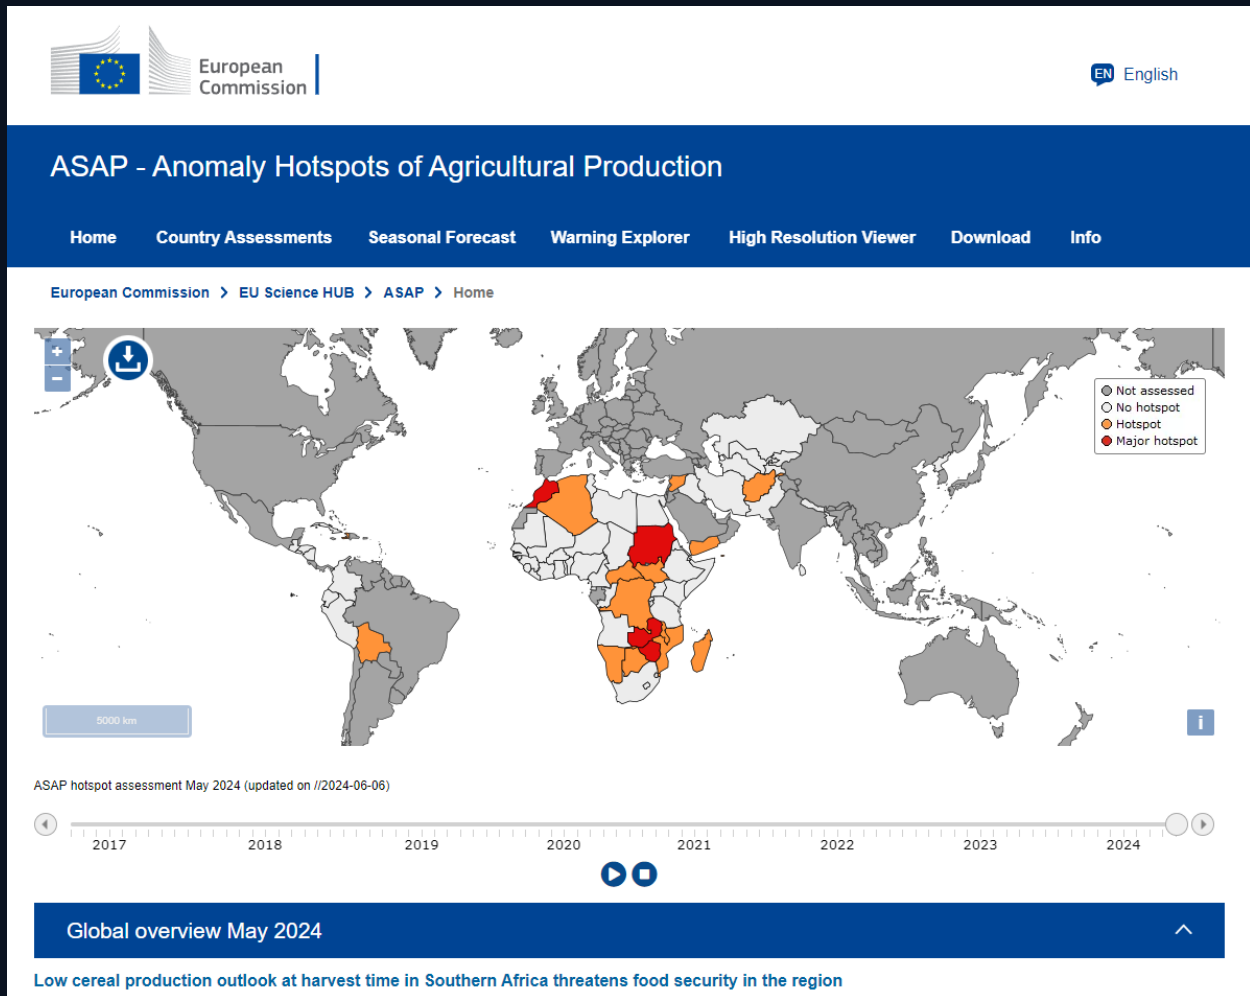 European
Commission
EN English
ASAP - Anomaly Hotspots of Agricultural Production
Home Country Assessments Seasonal Forecast Warning Explorer High Resolution Viewer Download Info
European Commission > EU Science HUB > ASAP > Home
+
−
Not assessed
No hotspot
Hotspot
Major hotspot
5000 km
i
ASAP hotspot assessment May 2024 (updated on //2024-06-06)
2017 2018 2019 2020 2021 2022 2023 2024
Global overview May 2024
Low cereal production outlook at harvest time in Southern Africa threatens food security in the region